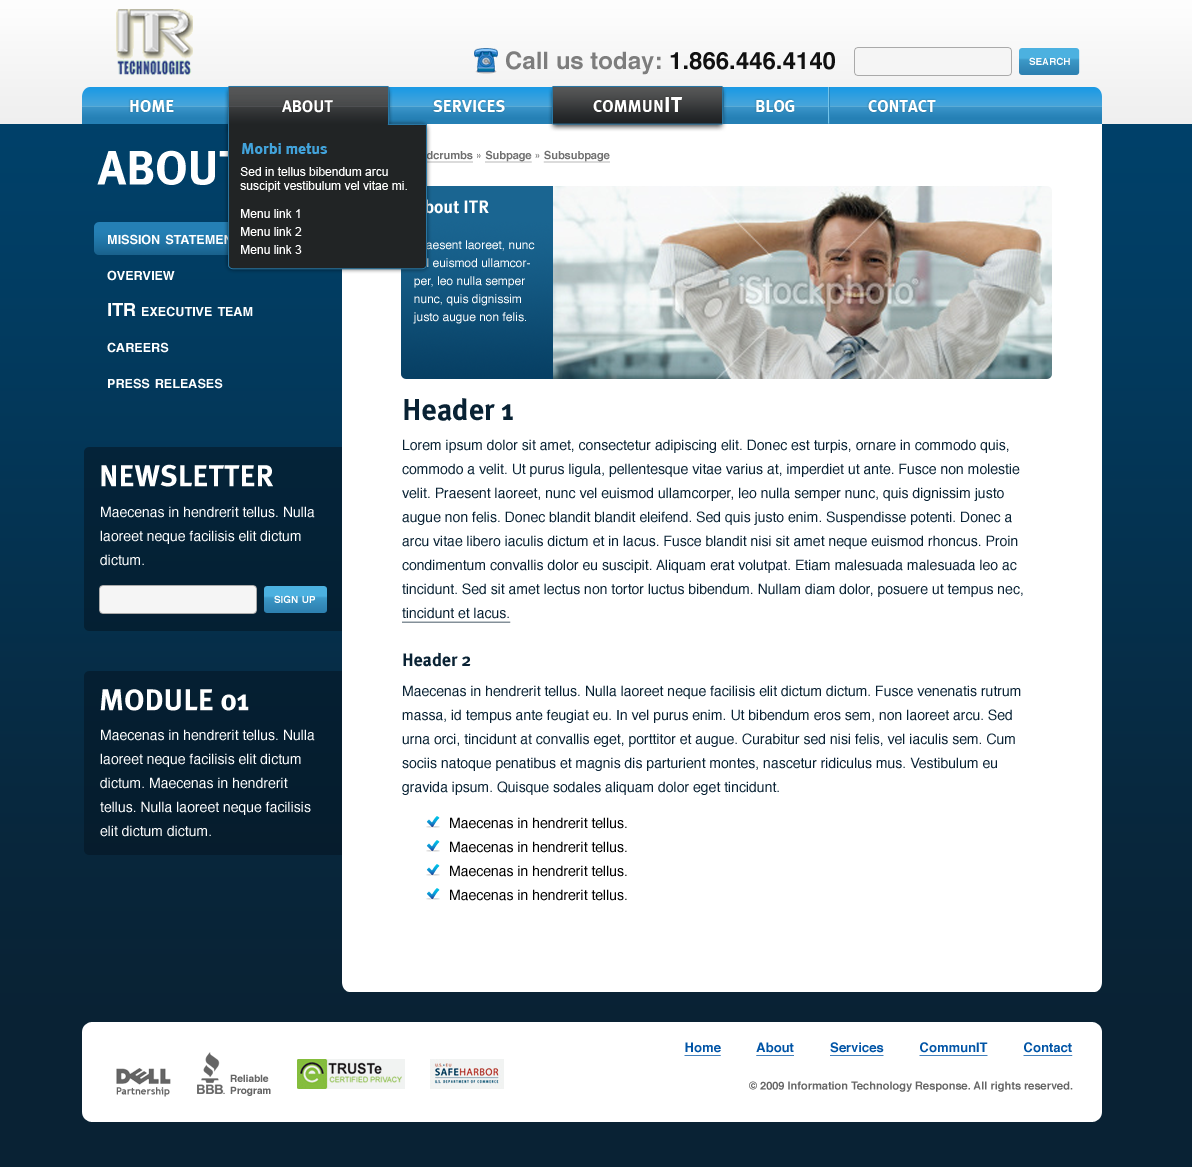 ITR
TECHNOLOGIES
Call us today: 1.866.446.4140
SEARCH
HOME
ABOUT
SERVICES
COMMUNIT
BLOG
CONTACT
Morbi metus
Sed in tellus bibendum arcu
suscipit vestibulum vel vitae mi.
Menu link 1
Menu link 2
Menu link 3
dcrumbs » Subpage » Subsubpage
ABOU
MISSION STATEMEN
OVERVIEW
ITR EXECUTIVE TEAM
CAREERS
PRESS RELEASES
bout ITR
aesent laoreet, nunc
euismod ullamcor-
per, leo nulla semper
nunc, quis dignissim
justo augue non felis.
iStockphoto
Header 1
Lorem ipsum dolor sit amet, consectetur adipiscing elit. Donec est turpis, ornare in commodo quis,
commodo a velit. Ut purus ligula, pellentesque vitae varius at, imperdiet ut ante. Fusce non molestie
velit. Praesent laoreet, nunc vel euismod ullamcorper, leo nulla semper nunc, quis dignissim justo
augue non felis. Donec blandit blandit eleifend. Sed quis justo enim. Suspendisse potenti. Donec a
arcu vitae libero iaculis dictum et in lacus. Fusce blandit nisi sit amet neque euismod rhoncus. Proin
condimentum convallis dolor eu suscipit. Aliquam erat volutpat. Etiam malesuada malesuada leo ac
tincidunt. Sed sit amet lectus non tortor luctus bibendum. Nullam diam dolor, posuere ut tempus nec,
tincidunt et lacus.
Header 2
Maecenas in hendrerit tellus. Nulla laoreet neque facilisis elit dictum dictum. Fusce venenatis rutrum
massa, id tempus ante feugiat eu. In vel purus enim. Ut bibendum eros sem, non laoreet arcu. Sed
urna orci, tincidunt at convallis eget, porttitor et augue. Curabitur sed nisi felis, vel iaculis sem. Cum
sociis natoque penatibus et magnis dis parturient montes, nascetur ridiculus mus. Vestibulum eu
gravida ipsum. Quisque sodales aliquam dolor eget tincidunt.
Maecenas in hendrerit tellus.
Maecenas in hendrerit tellus.
Maecenas in hendrerit tellus.
Maecenas in hendrerit tellus.
NEWSLETTER
Maecenas in hendrerit tellus. Nulla
laoreet neque facilisis elit dictum
dictum.
SIGN UP
MODULE 01
Maecenas in hendrerit tellus. Nulla
laoreet neque facilisis elit dictum
dictum. Maecenas in hendrerit
tellus. Nulla laoreet neque facilisis
elit dictum dictum.
DELL
Partnership
BBB.
Reliable
Program
TRUSTe
CERTIFIED PRIVACY
SAFEHARBOR
U.S. DEPARTMENT OF COMMERCE
Home
About
Services
CommunIT
Contact
© 2009 Information Technology Response. All rights reserved.